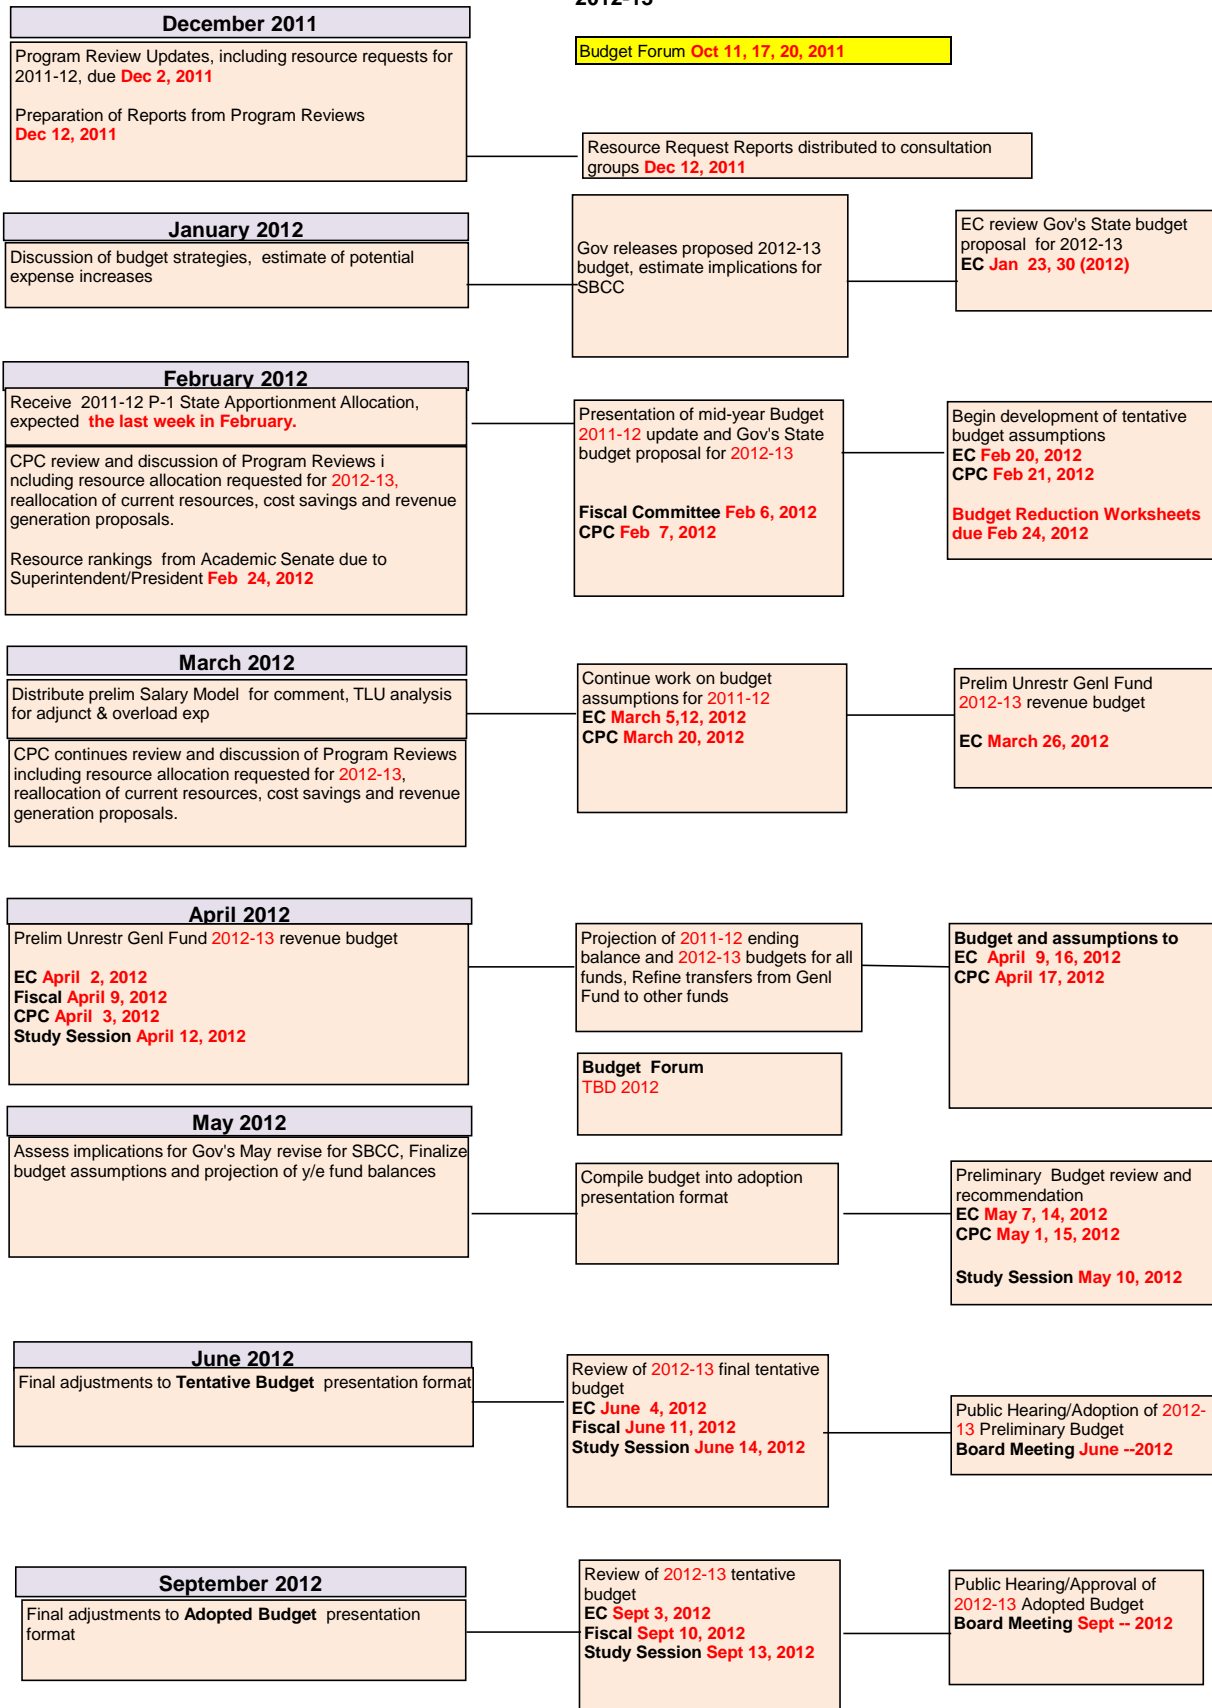 2012-13
December 2011
Program Review Updates, including resource requests for
2011-12, due Dec 2, 2011
Preparation of Reports from Program Reviews
Dec 12, 2011
Budget Forum Oct 11, 17, 20, 2011
Resource Request Reports distributed to consultation
groups Dec 12, 2011
January 2012
Discussion of budget strategies, estimate of potential
expense increases
Gov releases proposed 2012-13
budget, estimate implications for
SBCC
EC review Gov's State budget
proposal for 2012-13
EC Jan 23, 30 (2012)
February 2012
Receive 2011-12 P-1 State Apportionment Allocation,
expected the last week in February.
CPC review and discussion of Program Reviews i
ncluding resource allocation requested for 2012-13,
reallocation of current resources, cost savings and revenue
generation proposals.
Resource rankings from Academic Senate due to
Superintendent/President Feb 24, 2012
Presentation of mid-year Budget
2011-12 update and Gov's State
budget proposal for 2012-13
Fiscal Committee Feb 6, 2012
CPC Feb 7, 2012
Begin development of tentative
budget assumptions
EC Feb 20, 2012
CPC Feb 21, 2012
Budget Reduction Worksheets
due Feb 24, 2012
March 2012
Distribute prelim Salary Model for comment, TLU analysis
for adjunct & overload exp
CPC continues review and discussion of Program Reviews
including resource allocation requested for 2012-13,
reallocation of current resources, cost savings and revenue
generation proposals.
Continue work on budget
assumptions for 2011-12
EC March 5,12, 2012
CPC March 20, 2012
Prelim Unrestr Genl Fund
2012-13 revenue budget
EC March 26, 2012
April 2012
Prelim Unrestr Genl Fund 2012-13 revenue budget
EC April 2, 2012
Fiscal April 9, 2012
CPC April 3, 2012
Study Session April 12, 2012
Projection of 2011-12 ending
balance and 2012-13 budgets for all
funds, Refine transfers from Genl
Fund to other funds
Budget and assumptions to
EC April 9, 16, 2012
CPC April 17, 2012
Budget Forum
TBD 2012
May 2012
Assess implications for Gov's May revise for SBCC, Finalize
budget assumptions and projection of y/e fund balances
Compile budget into adoption
presentation format
Preliminary Budget review and
recommendation
EC May 7, 14, 2012
CPC May 1, 15, 2012
Study Session May 10, 2012
June 2012
Final adjustments to Tentative Budget presentation format
Review of 2012-13 final tentative
budget
EC June 4, 2012
Fiscal June 11, 2012
Study Session June 14, 2012
Public Hearing/Adoption of 2012-
13 Preliminary Budget
Board Meeting June --2012
September 2012
Final adjustments to Adopted Budget presentation
format
Review of 2012-13 tentative
budget
EC Sept 3, 2012
Fiscal Sept 10, 2012
Study Session Sept 13, 2012
Public Hearing/Approval of
2012-13 Adopted Budget
Board Meeting Sept -- 2012